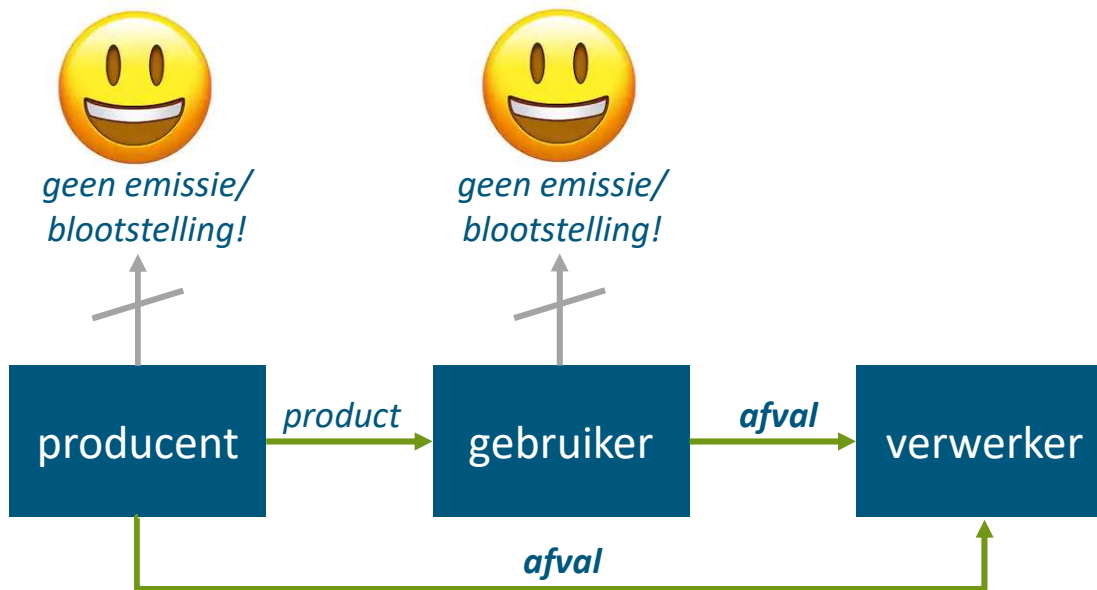 geen emissie/
blootstelling!
geen emissie/
blootstelling!
producent
product
gebruiker
afval
verwerker
afval